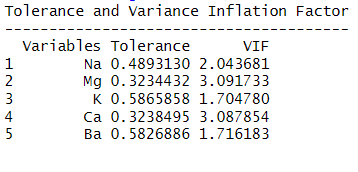 Tolerance and Variance Inflation Factor
---------------------------------------
Variables Tolerance VIF
1 Na 0.4893130 2.043681
2 Mg 0.3234432 3.091733
3 K 0.5865858 1.704780
4 Ca 0.3238495 3.087854
5 Ba 0.5826886 1.716183